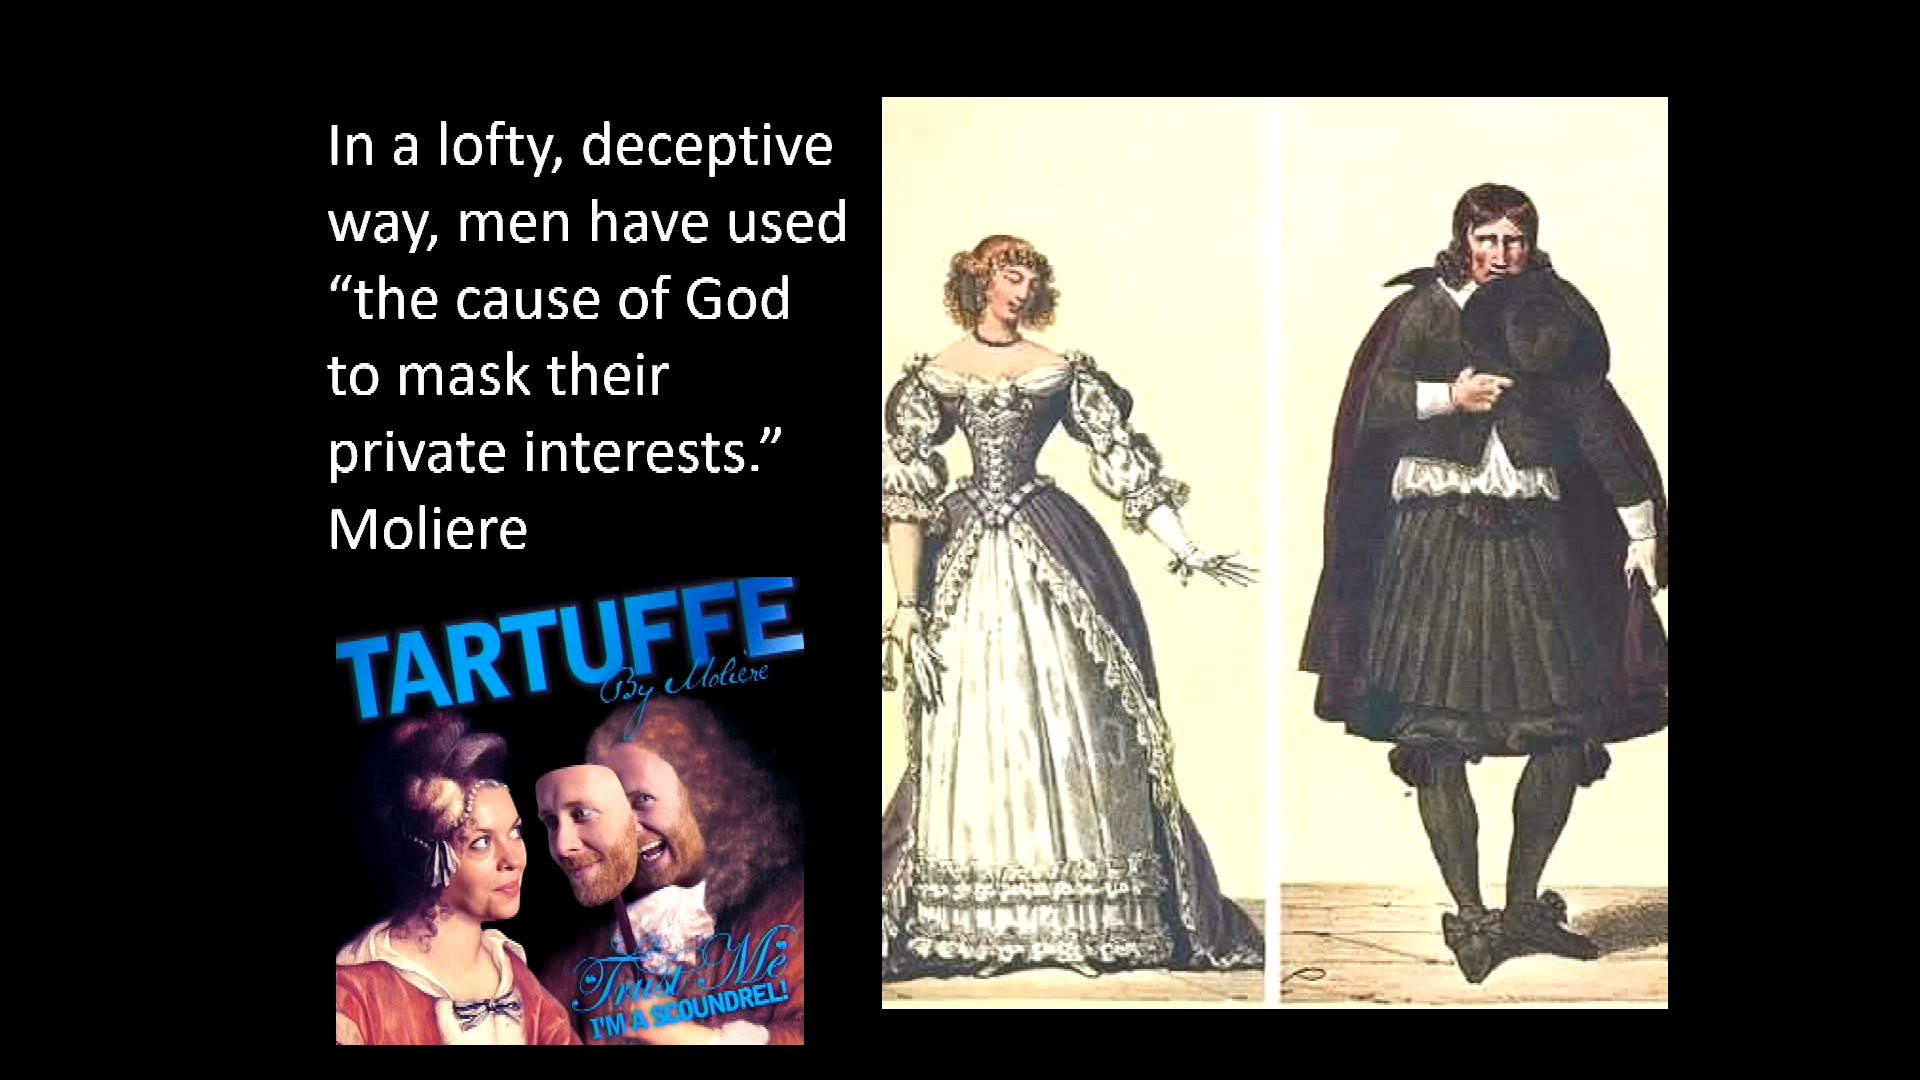 In a lofty, deceptive
way, men have used
“the cause of God
to mask their
private interests.”
Moliere
TARTUFFE
By Molière
“Trust Me”
I'M A SCOUNDREL!